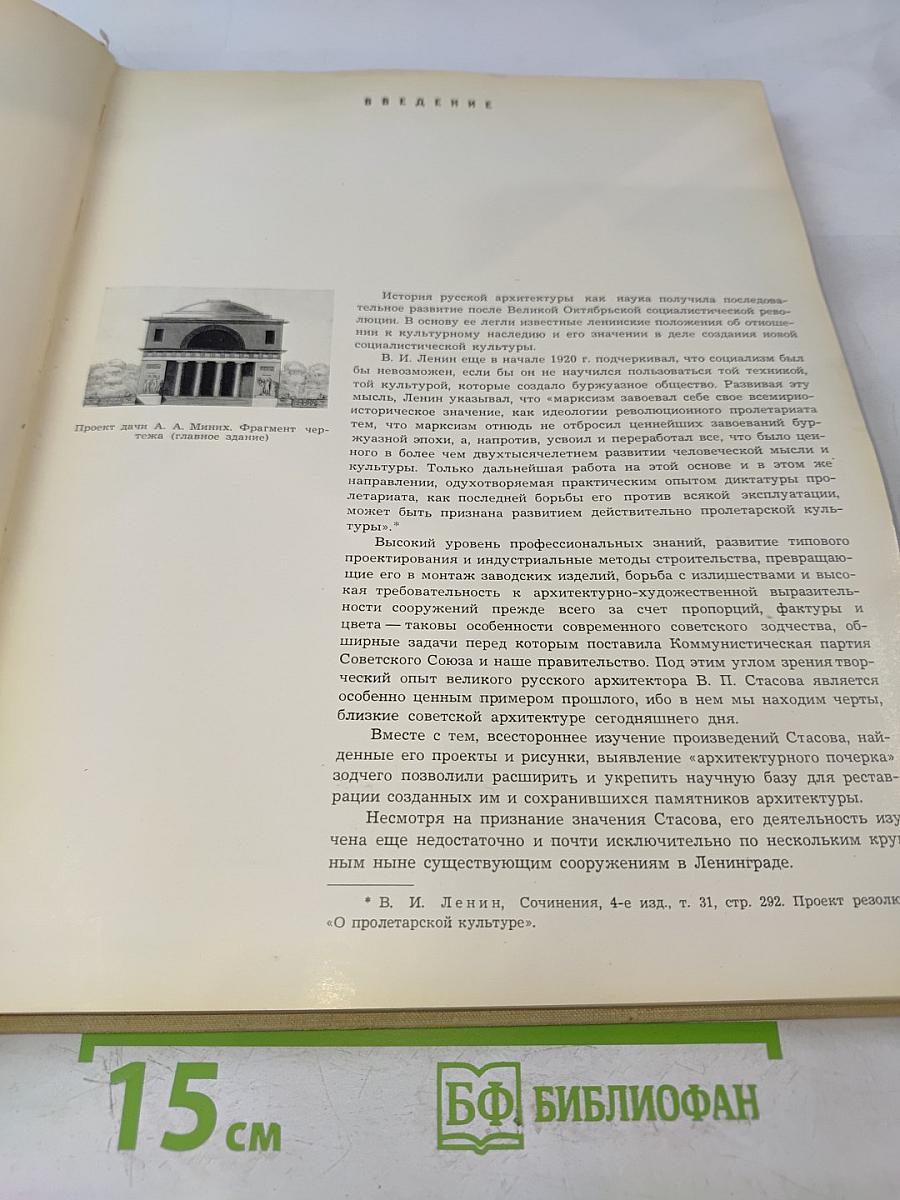 ВВЕДЕНИЕ
Проект дачи А. А. Миних. Фрагмент чер-
тежа (главное здание)
История русской архитектуры как наука получила последова-
тельное развитие после Великой Октябрьской социалистической рево-
люции. В основу ее легли известные ленинские положения об отноше-
нии к культурному наследию и его значении в деле создания новой
социалистической культуры.
В. И. Ленин еще в начале 1920 г. подчеркивал, что социализм был
бы невозможен, если бы он не научился пользоваться той техникой,
той культурой, которые создало буржуазное общество. Развивая эту
мысль, Ленин указывал, что «марксизм завоевал себе свое всемирно-
историческое значение, как идеологии революционного пролетариата
тем, что марксизм отнюдь не отбросил ценнейших завоеваний бур-
жуазной эпохи, а, напротив, усвоил и переработал все, что было цен-
ного в более чем двухтысячелетнем развитии человеческой мысли и
культуры. Только дальнейшая работа на этой основе и в этом же
направлении, одухотворяемая практическим опытом диктатуры про-
летариата, как последней борьбы его против всякой эксплуатации,
может быть признана развитием действительно пролетарской куль-
туры».*
Высокий уровень профессиональных знаний, развитие типового
проектирования и индустриальные методы строительства, превращаю-
щие его в монтаж заводских изделий, борьба с излишествами и высо-
кая требовательность к архитектурно-художественной выразитель-
ности сооружений прежде всего за счет пропорций, фактуры и
цвета — таковы особенности современного советского зодчества, об-
ширные задачи перед которым поставила Коммунистическая партия
Советского Союза и наше правительство. Под этим углом зрения твор-
ческий опыт великого русского архитектора В. П. Стасова является
особенно ценным примером прошлого, ибо в нем мы находим черты,
близкие советской архитектуре сегодняшнего дня.
Вместе с тем, всестороннее изучение произведений Стасова, най-
денные его проекты и рисунки, выявление «архитектурного почерка»
зодчего позволили расширить и укрепить научную базу для рестав-
рации созданных им и сохранившихся памятников архитектуры.
Несмотря на признание значения Стасова, его деятельность изу
чена еще недостаточно и почти исключительно по нескольким круп
ным ныне существующим сооружениям в Ленинграде.
* В. И. Ленин, Сочинения, 4-е изд., т. 31, стр. 292. Проект резолю
«О пролетарской культуре».
15 см
БФ БИБЛИОФАН